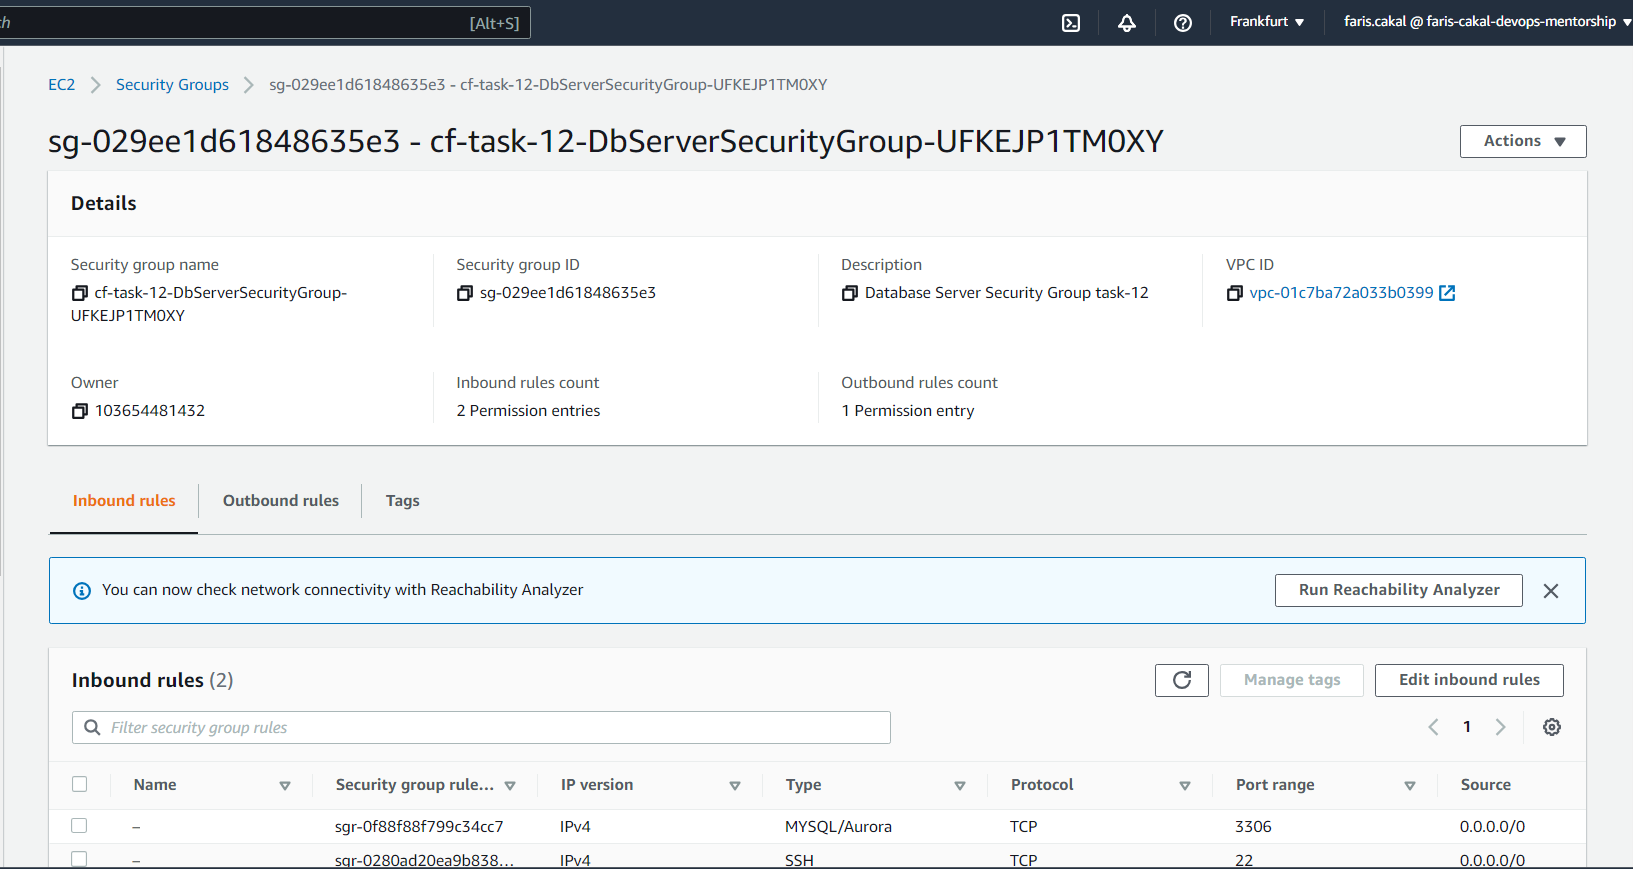 [Alt+S]
Frankfurt
faris.cakal @ faris-cakal-devops-mentorship
EC2 Security Groups sg-029ee1d61848635e3 - cf-task-12-DbServerSecurityGroup-UFKEJP1TM0XY
sg-029ee1d61848635e3 - cf-task-12-DbServerSecurityGroup-UFKEJP1TM0XY
Actions
Details
Security group name
cf-task-12-DbServerSecurityGroup-
UFKEJP1TM0XY
Security group ID
sg-029ee1d61848635e3
Description
Database Server Security Group task-12
VPC ID
vpc-01c7ba72a033b0399
Owner
103654481432
Inbound rules count
2 Permission entries
Outbound rules count
1 Permission entry
Inbound rules Outbound rules Tags
You can now check network connectivity with Reachability Analyzer
Run Reachability Analyzer
Inbound rules (2)
Manage tags
Edit inbound rules
Filter security group rules
1
Name Security group rule... IP version Type Protocol Port range Source
– sgr-0f88f88f799c34cc7 IPv4 MYSQL/Aurora TCP 3306 0.0.0.0/0
– sgr-0280ad20ea9b838... IPv4 SSH TCP 22 0.0.0.0/0